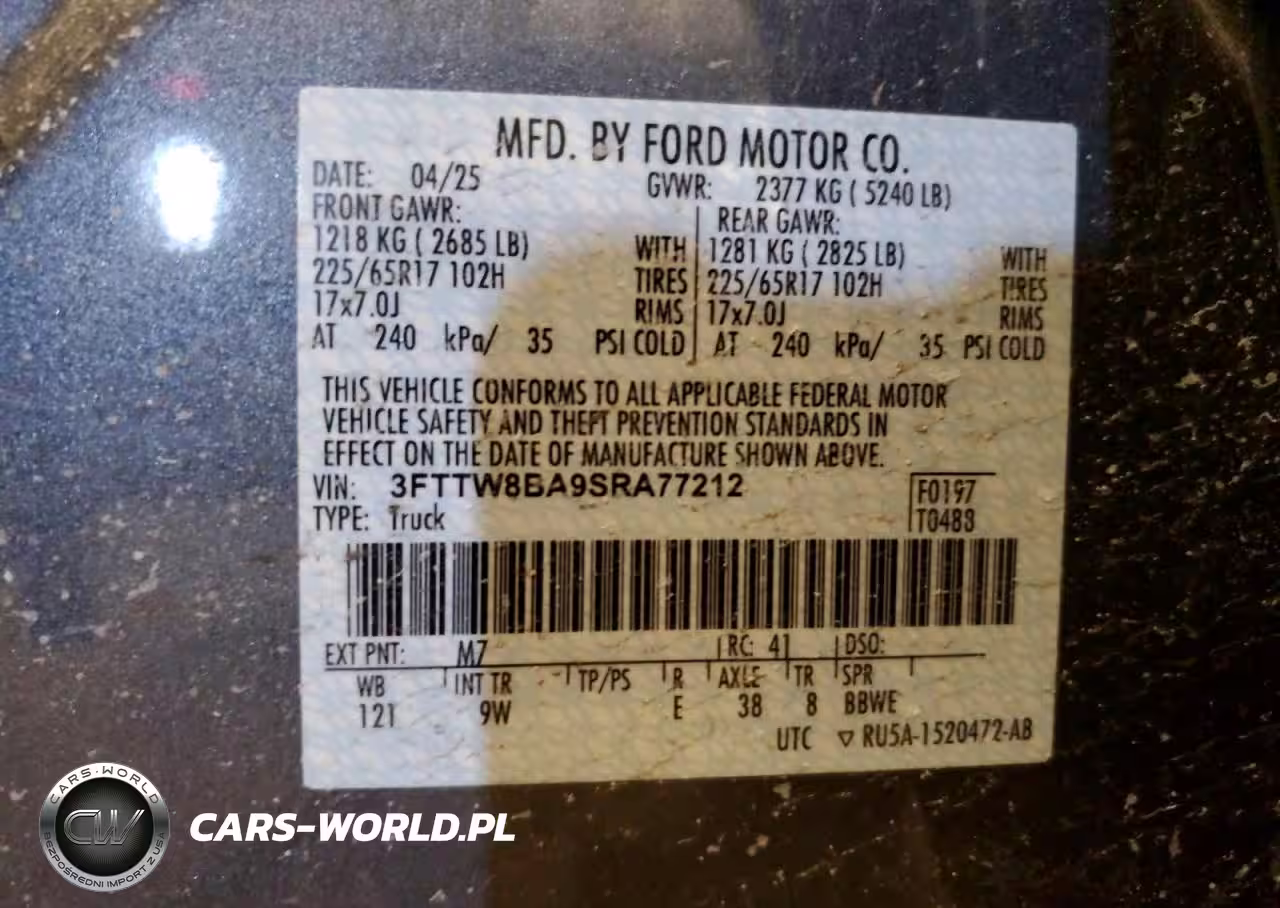 MFD. BY FORD MOTOR CO.
DATE: 04/25 GVWR: 2377 KG ( 5240 LB)
FRONT GAWR: REAR GAWR:
1218 KG ( 2685 LB) WITH 1281 KG ( 2825 LB) WITH
225/65R17 102H TIRES 225/65R17 102H TIRES
17x7.0J RIMS 17x7.0J RIMS
AT 240 kPa/ 35 PSI COLD AT 240 kPa/ 35 PSI COLD
THIS VEHICLE CONFORMS TO ALL APPLICABLE FEDERAL MOTOR
VEHICLE SAFETY AND THEFT PREVENTION STANDARDS IN
EFFECT ON THE DATE OF MANUFACTURE SHOWN ABOVE.
VIN: 3FTTW8BA9SRA77212 F0197
TYPE: Truck T0483
EXT PNT: M7 RC: 41 DSO:
WB INT TR TP/PS R AXLE TR SPR
121 9W E 38 8 BBWE
UTC ▽ RU5A-1520472-AB
CARS-WORLD
CW
BEZPOŚREDNI IMPORT Z USA
CARS-WORLD.PL